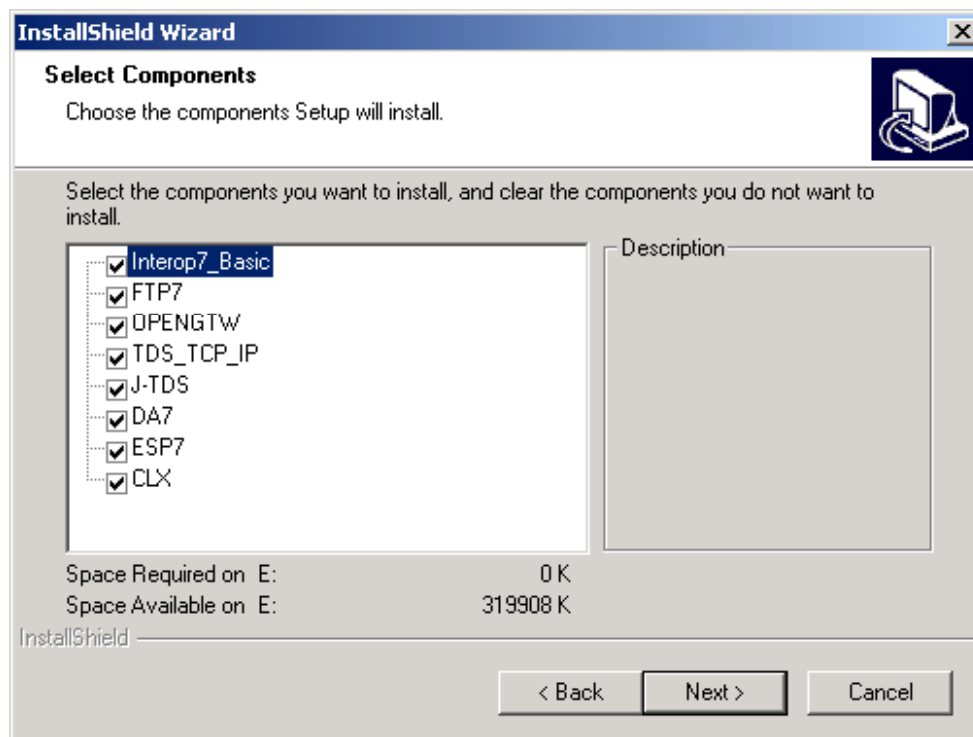 InstallShield Wizard
Select Components
Choose the components Setup will install.
Select the components you want to install, and clear the components you do not want to
install.
Interop7_Basic
FTP7
OPENGTW
TDS_TCP_IP
J-TDS
DA7
ESP7
CLX
Description
Space Required on E: 0 K
Space Available on E: 319908 K
InstallShield
< Back Next > Cancel